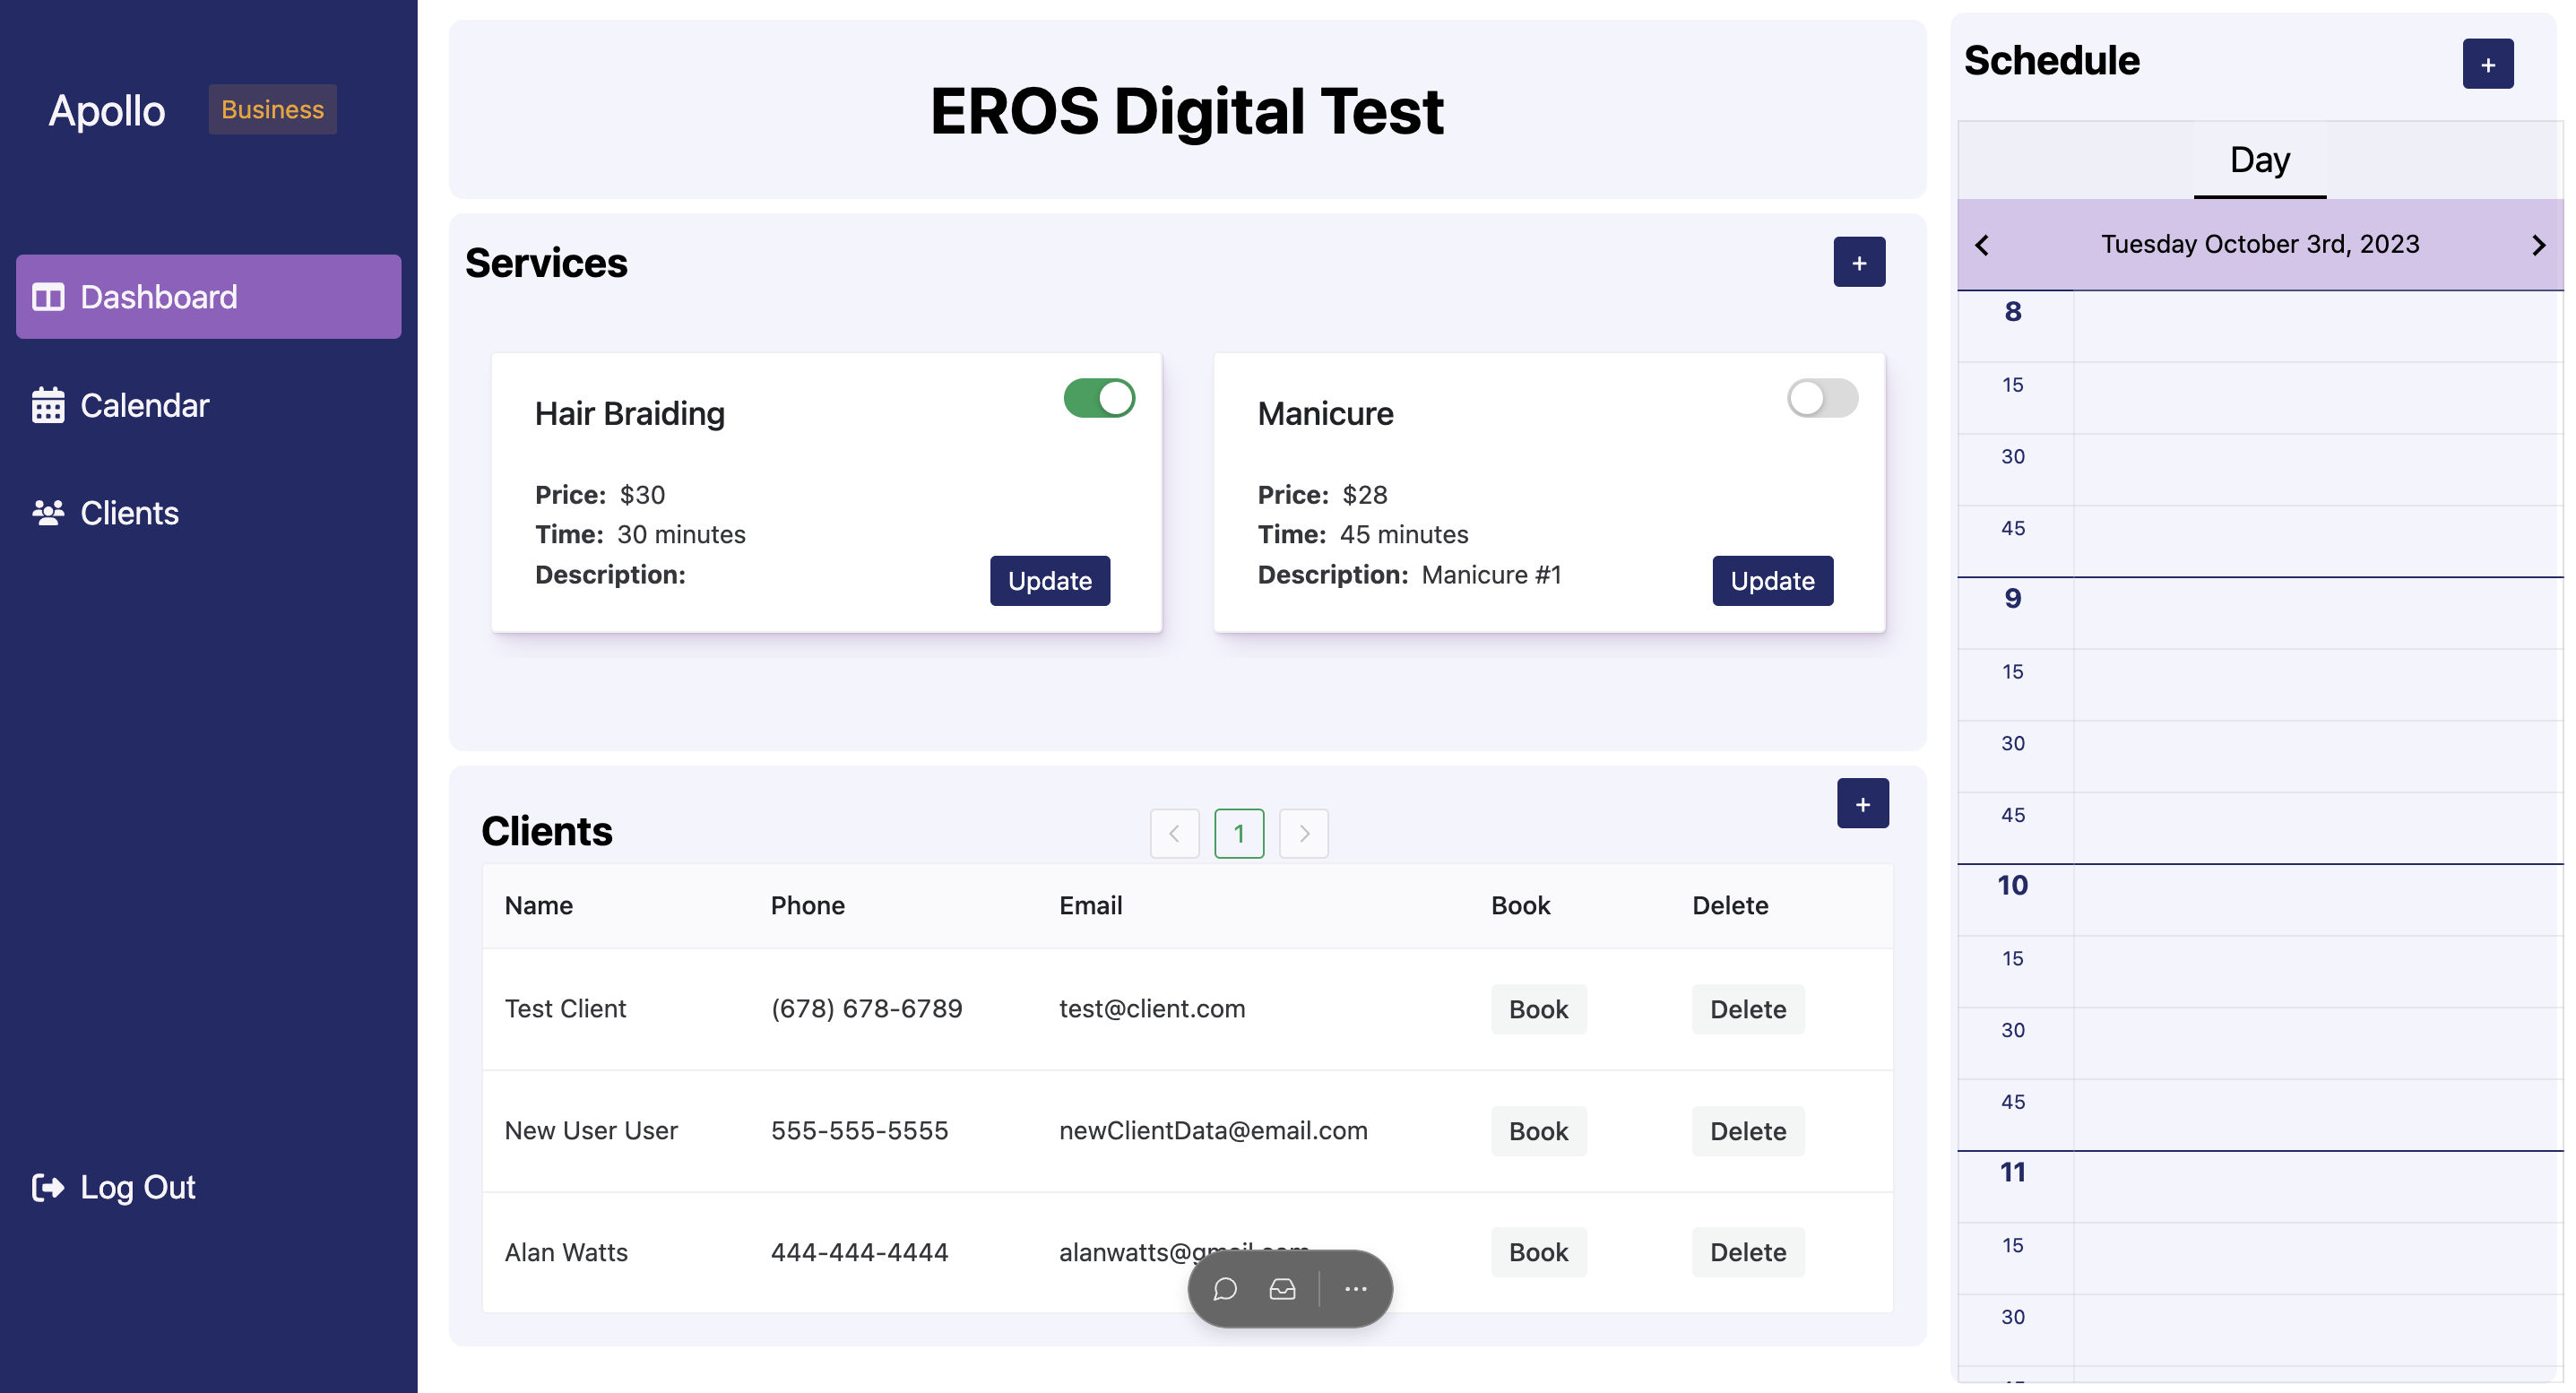 Apollo
Business
Dashboard
Calendar
Clients
Log Out
EROS Digital Test
Services
+
Hair Braiding
Price: $30
Time: 30 minutes
Description:
Update
Manicure
Price: $28
Time: 45 minutes
Description: Manicure #1
Update
Clients
1
+
Name Phone Email Book Delete
Test Client (678) 678-6789 test@client.com Book Delete
New User User 555-555-5555 newClientData@email.com Book Delete
Alan Watts 444-444-4444 alanwatts@gmail.com Book Delete
Schedule
+
Day
Tuesday October 3rd, 2023
8
15
30
45
9
15
30
45
10
15
30
45
11
15
30